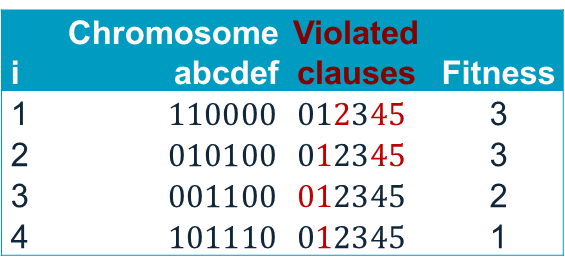 Chromosome Violated
i abcdef clauses Fitness
1 110000 012345 3
2 010100 012345 3
3 001100 012345 2
4 101110 012345 1